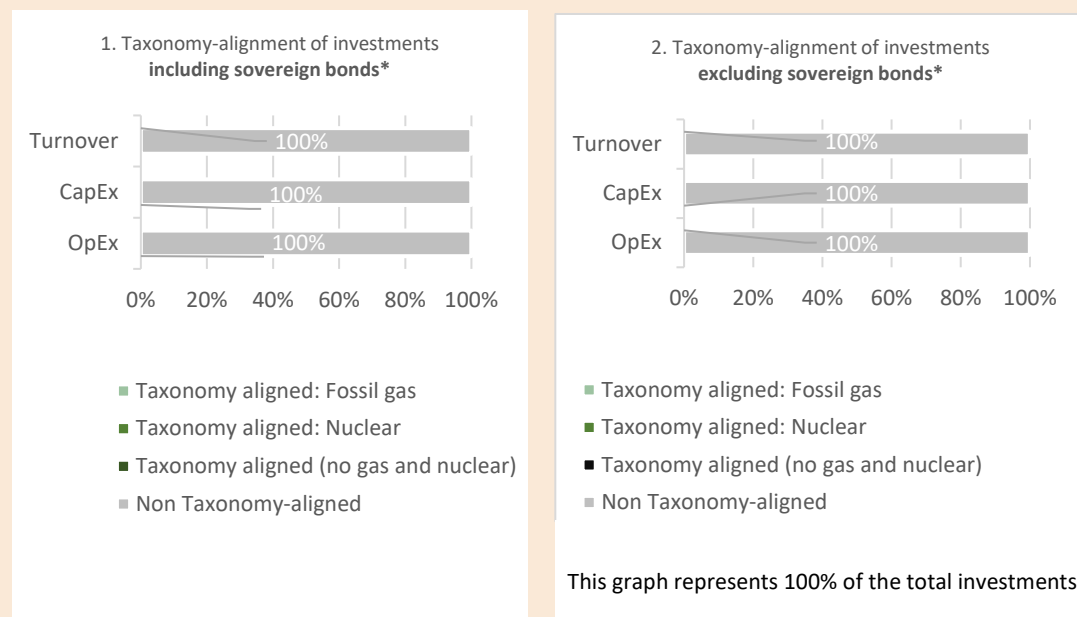 1. Taxonomy-alignment of investments
including sovereign bonds*
Turnover
100%
CapEx
100%
OpEx
100%
0% 20% 40% 60% 80% 100%
Taxonomy aligned: Fossil gas
Taxonomy aligned: Nuclear
Taxonomy aligned (no gas and nuclear)
Non Taxonomy-aligned
2. Taxonomy-alignment of investments
excluding sovereign bonds*
Turnover
100%
CapEx
100%
OpEx
100%
0% 20% 40% 60% 80% 100%
Taxonomy aligned: Fossil gas
Taxonomy aligned: Nuclear
Taxonomy aligned (no gas and nuclear)
Non Taxonomy-aligned
This graph represents 100% of the total investments